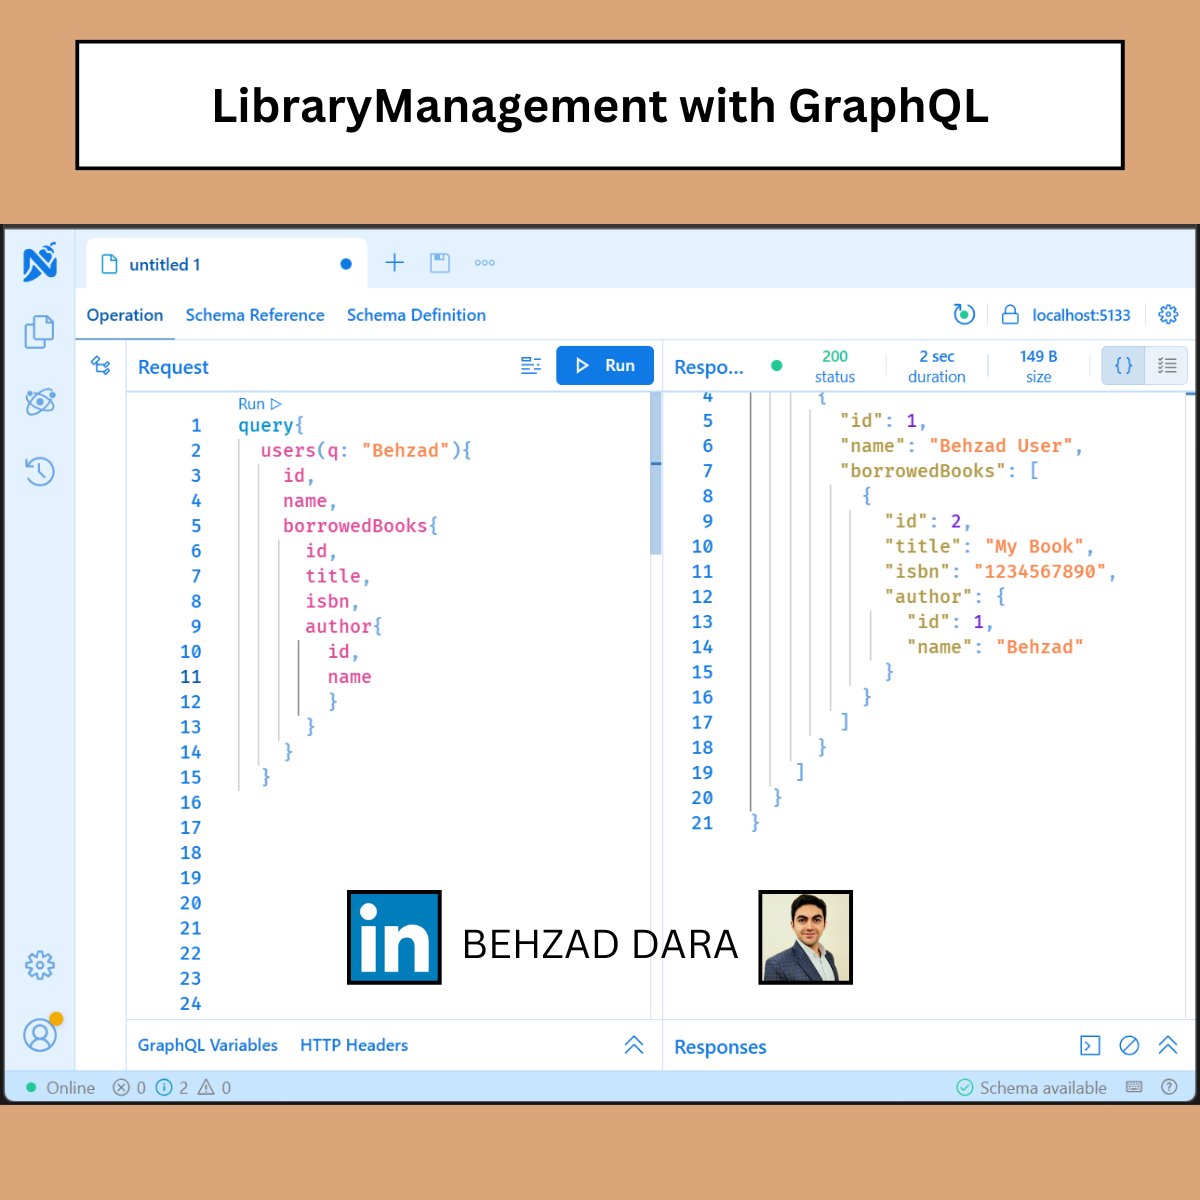 LibraryManagement with GraphQL
untitled 1
Operation Schema Reference Schema Definition
localhost:5133
Request
Run
Respo...
200
status
2 sec
duration
149 B
size
{}
Run
1 query{
2 users(q: "Behzad"){
3 id,
4 name,
5 borrowedBooks{
6 id,
7 title,
8 isbn,
9 author{
10 id,
11 name
12 }
13 }
14 }
15 }
16
17
18
19
20
21
22
23
24
4 {
5 "id": 1,
6 "name": "Behzad User",
7 "borrowedBooks": [
8 {
9 "id": 2,
10 "title": "My Book",
11 "isbn": "1234567890",
12 "author": {
13 "id": 1,
14 "name": "Behzad"
15 }
16 }
17 ]
18 }
19 ]
20 }
21 }
in
BEHZAD DARA
GraphQL Variables HTTP Headers
Responses
Online 0 2 0
Schema available